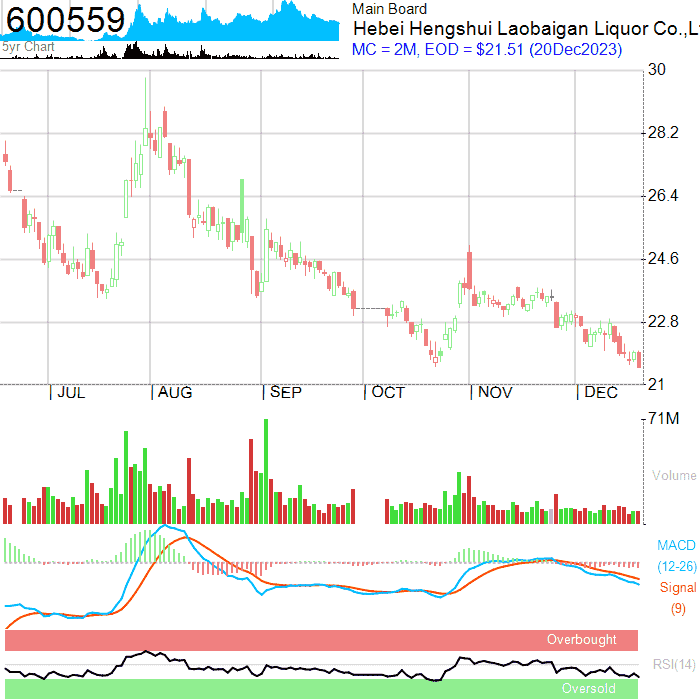 600559
5yr Chart
Main Board
Hebei Hengshui Laobaigan Liquor Co.,L
MC = 2M, EOD = $21.51 (20Dec2023)
30
28.2
26.4
24.6
22.8
21
JUL AUG SEP OCT NOV DEC
71M
Volume
MACD
(12-26)
Signal
(9)
Overbought
RSI(14)
Oversold